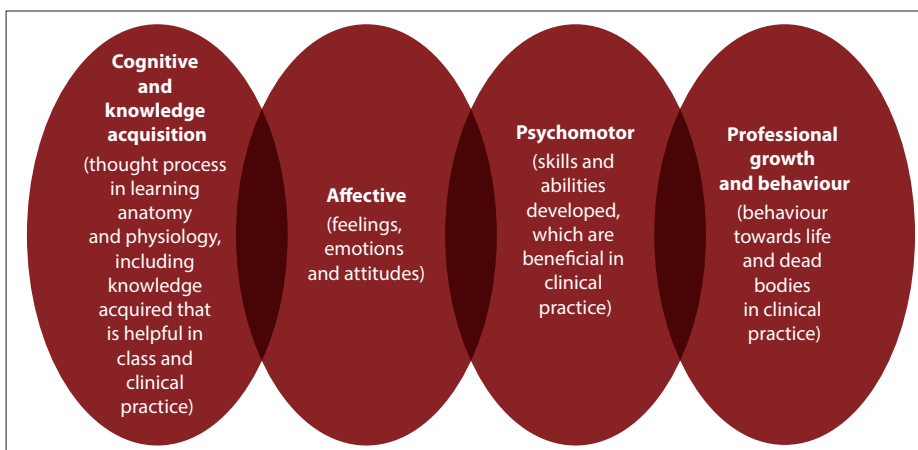 Cognitive
and
knowledge
acquisition
(thought process
in learning
anatomy
and physiology,
including
knowledge
acquired that
is helpful in
class and
clinical
practice)
Affective
(feelings,
emotions
and attitudes)
Psychomotor
(skills and
abilities
developed,
which are
beneficial in
clinical
practice)
Professional
growth
and behaviour
(behaviour
towards life
and dead
bodies
in clinical
practice)